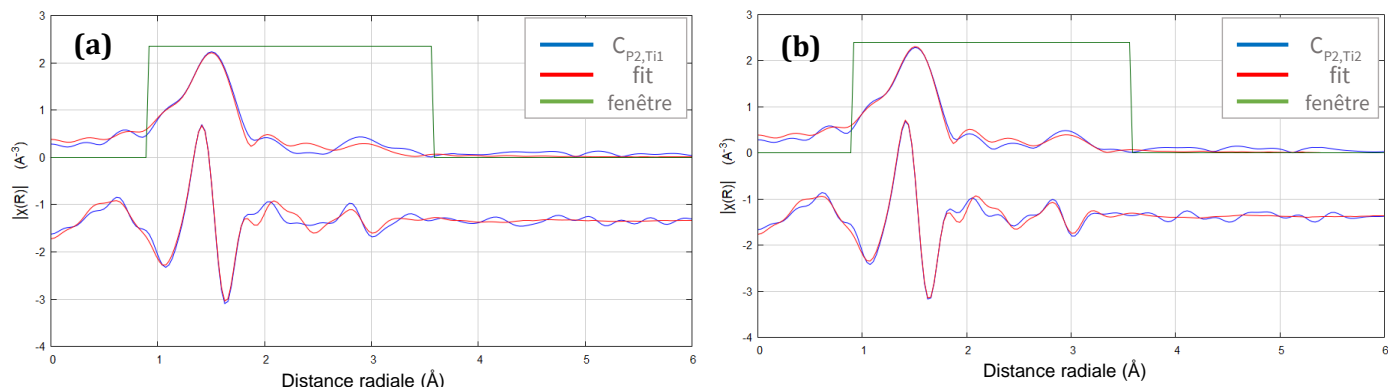 (a)
C_P2,Ti1
fit
fenêtre
|χ(R)| (A⁻³)
3
2
1
0
-1
-2
-3
-4
0 1 2 3 4 5 6
Distance radiale (Å)
(b)
C_P2,Ti2
fit
fenêtre
|χ(R)| (A⁻³)
3
2
1
0
-1
-2
-3
-4
0 1 2 3 4 5 6
Distance radiale (Å)